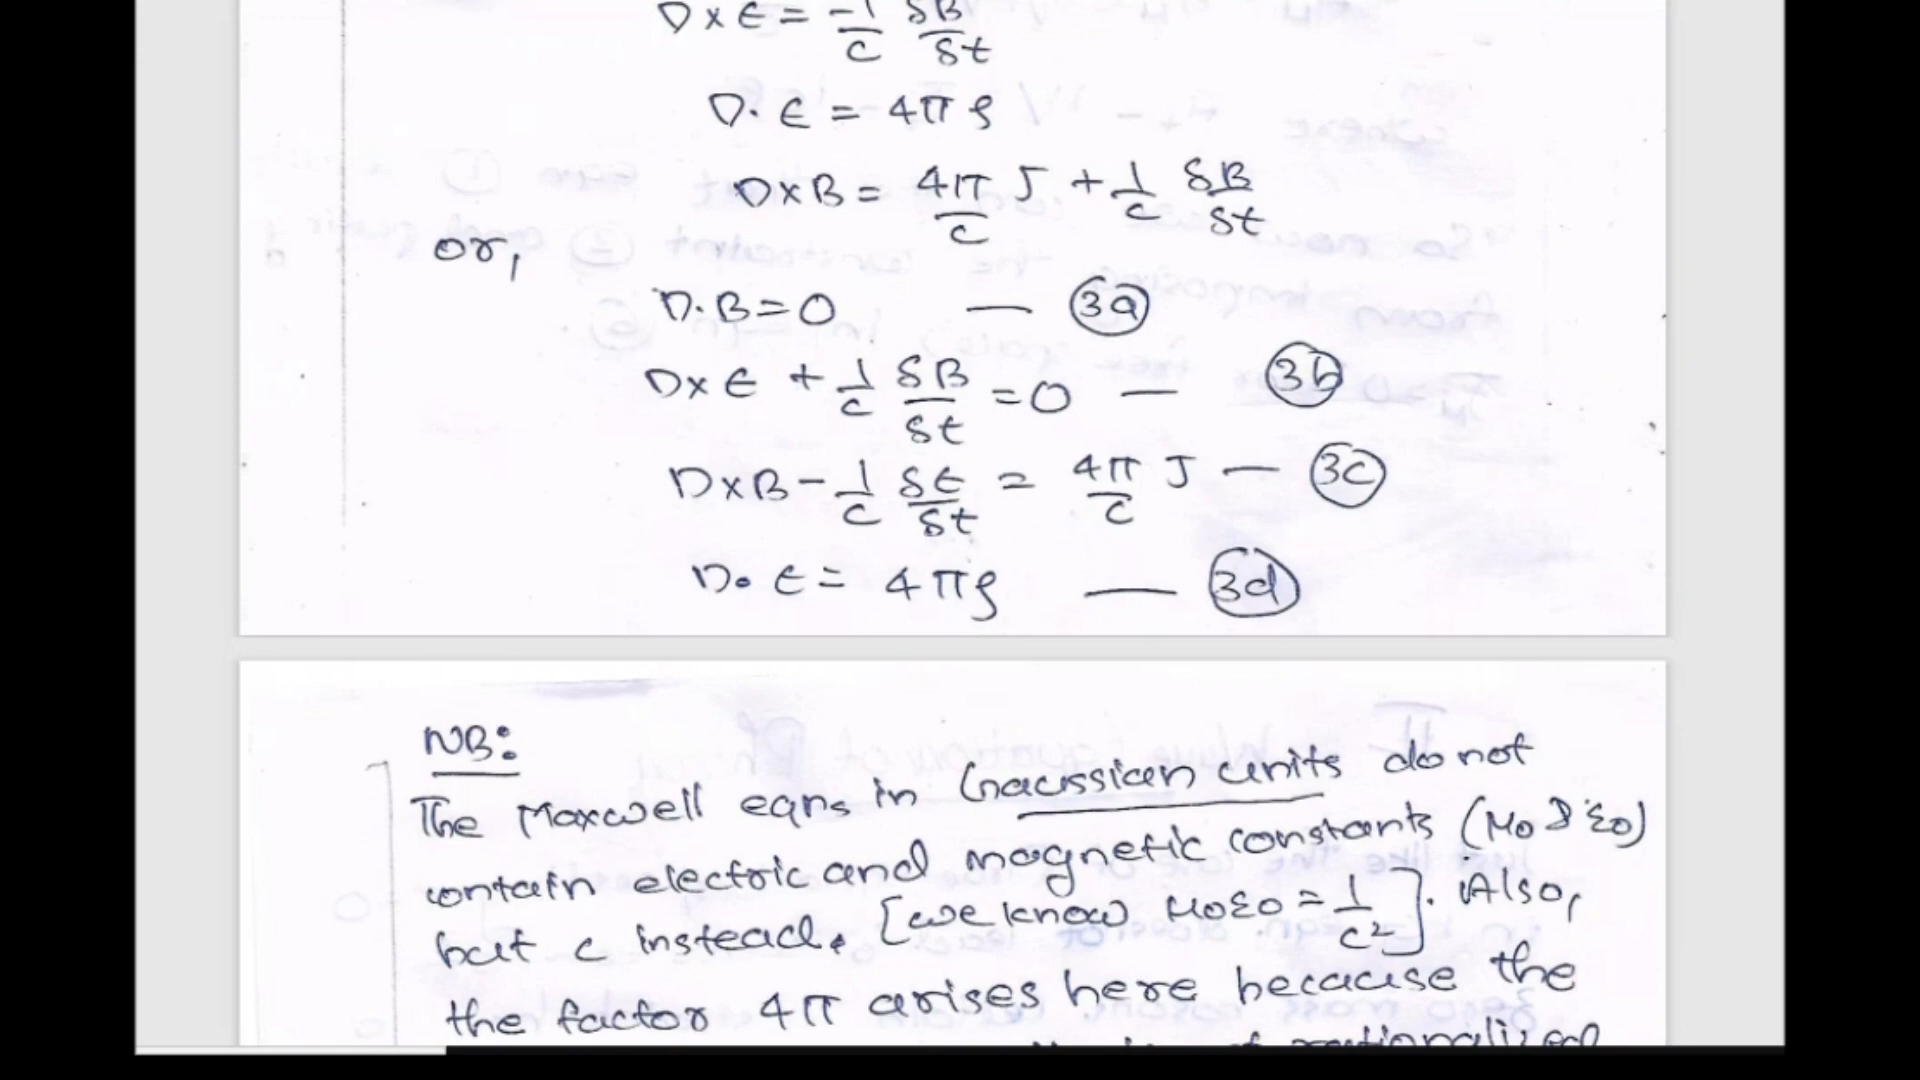 ∇ × E = -1/c δB/δt
∇. E = 4π ρ
∇×B = 4π/c J + 1/c δB/δt
or,
∇.B=0 — (3a)
∇×E + 1/c δB/δt =0 — (3b)
∇×B - 1/c δE/δt = 4π/c J — (3c)
∇. E = 4πρ — (3d)
NB:
The Maxwell eqns in Gaussian units do not
contain electric and magnetic constants (μ0 & ε0)
but c instead. [we know μ0ε0 = 1/c²]. Also,
the factor 4π arises here because the
rationalized